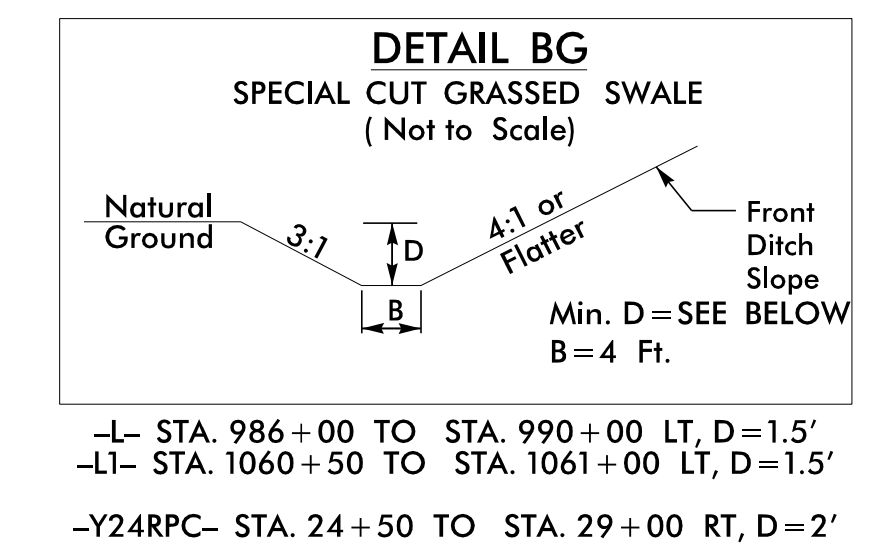 DETAIL BG
SPECIAL CUT GRASSED SWALE
( Not to Scale)
Natural
Ground
3:1
D
B
4:1 or
Flatter
Front
Ditch
Slope
Min. D=SEE BELOW
B=4 Ft.
–L– STA. 986+00 TO STA. 990+00 LT, D=1.5'
–L1– STA. 1060+50 TO STA. 1061+00 LT, D=1.5'
–Y24RPC– STA. 24+50 TO STA. 29+00 RT, D=2'